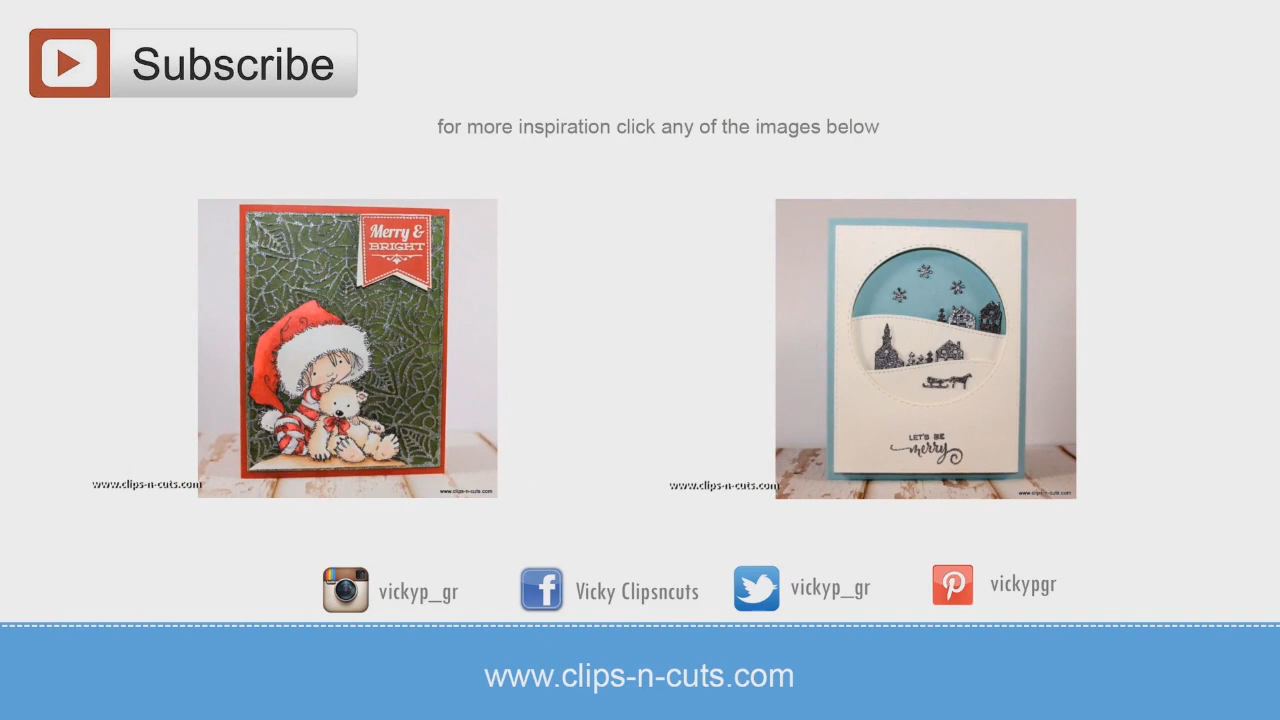 Subscribe
for more inspiration click any of the images below
Merry &
BRIGHT
LET'S BE
merry
www.clips-n-cuts.com
www.clips-n-cuts.com
www.clips-n-cuts.com
www.clips-n-cuts.com
vickyp_gr
Vicky Clipsncuts
vickyp_gr
vickypgr
www.clips-n-cuts.com